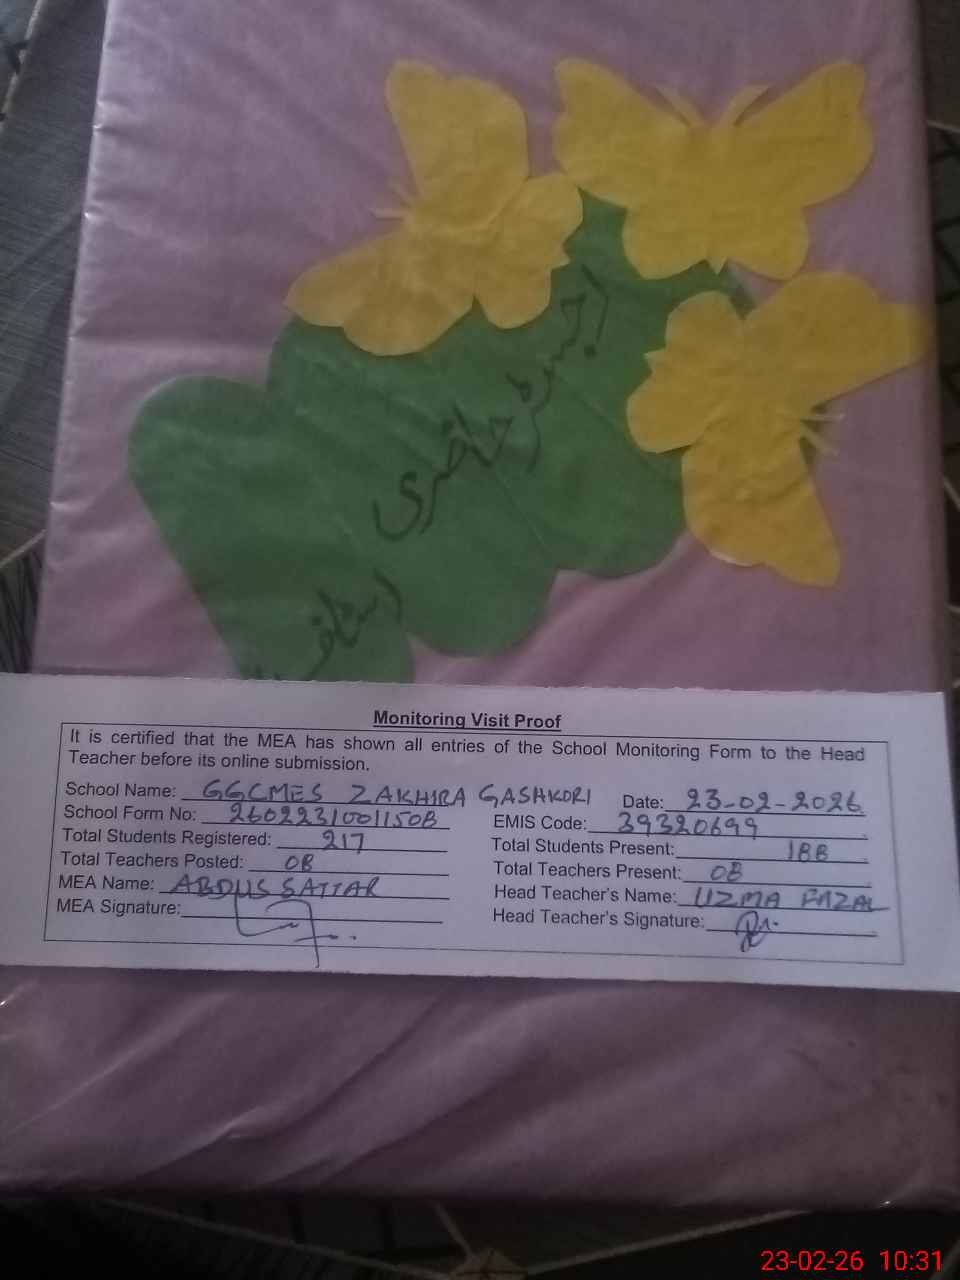 رجسٹر حاضری
اسٹاف
Monitoring Visit Proof
It is certified that the MEA has shown all entries of the School Monitoring Form to the Head
Teacher before its online submission.
School Name: GGCMES ZAKHIRA GASHKORI Date: 23-02-2026
School Form No: 26022310011508 EMIS Code: 39320699
Total Students Registered: 217 Total Students Present: 188
Total Teachers Posted: 08 Total Teachers Present: 08
MEA Name: ABDUS SATTAR Head Teacher's Name: UZMA FAZAL
MEA Signature: Head Teacher's Signature:
23-02-26 10:31